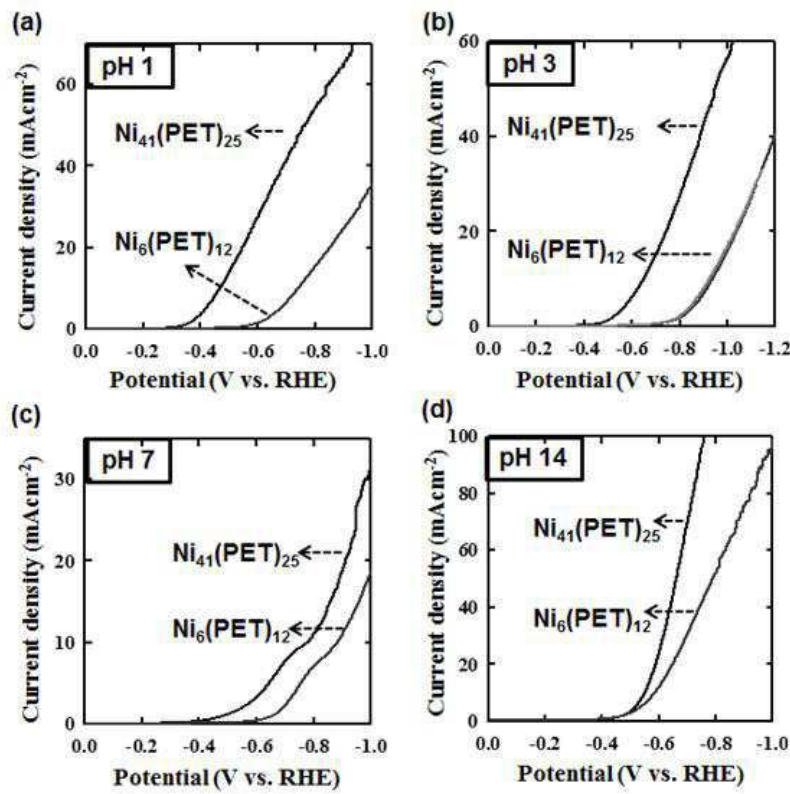 (a)
pH 1
Ni41(PET)25
Ni6(PET)12
60
40
20
0
0.0 -0.2 -0.4 -0.6 -0.8 -1.0
Current density (mAcm-2)
Potential (V vs. RHE)
(b)
pH 3
Ni41(PET)25
Ni6(PET)12
60
40
20
0
0.0 -0.2 -0.4 -0.6 -0.8 -1.0 -1.2
Current density (mAcm-2)
Potential (V vs. RHE)
(c)
pH 7
Ni41(PET)25
Ni6(PET)12
30
20
10
0
0.0 -0.2 -0.4 -0.6 -0.8 -1.0
Current density (mAcm-2)
Potential (V vs. RHE)
(d)
pH 14
Ni41(PET)25
Ni6(PET)12
100
80
60
40
20
0
0.0 -0.2 -0.4 -0.6 -0.8 -1.0
Current density (mAcm-2)
Potential (V vs. RHE)